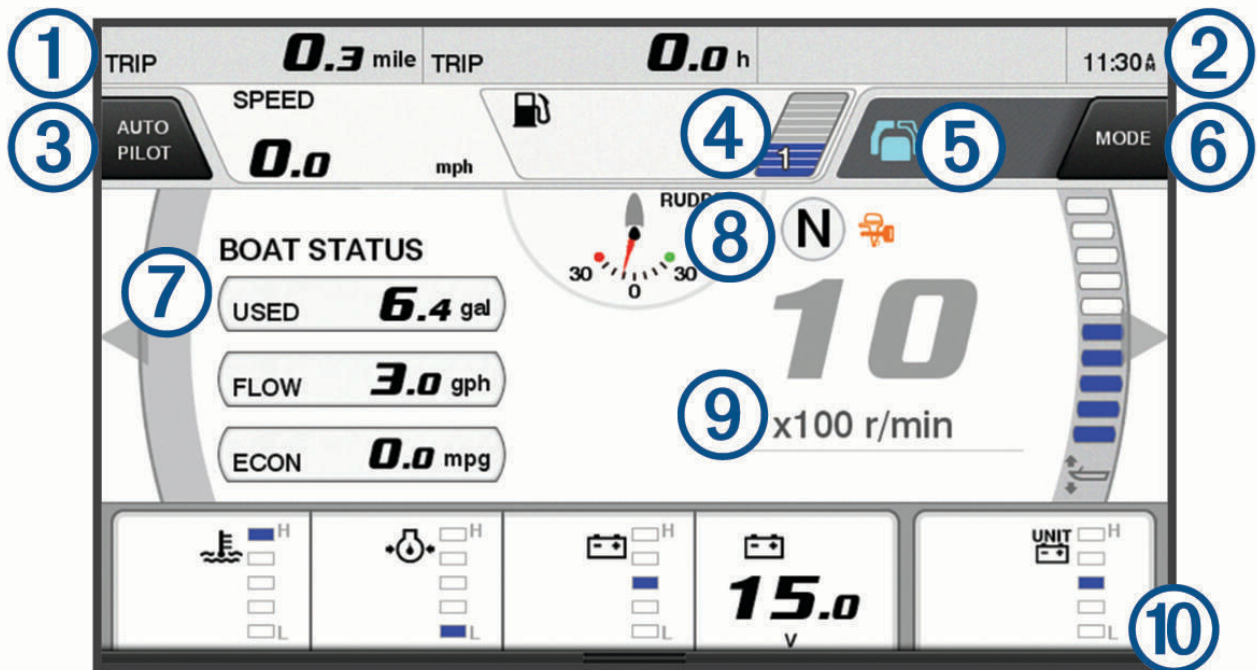 1
TRIP 0.3 mile TRIP 0.0 h 11:30 AM
2
3
AUTO
PILOT
SPEED
0.0 mph
4
1
5
MODE
6
7
BOAT STATUS
USED 6.4 gal
FLOW 3.0 gph
ECON 0.0 mpg
8
30 0 30
N
10
9
x100 r/min
H
L
H
L
H
L
15.0
V
UNIT
H
L
10